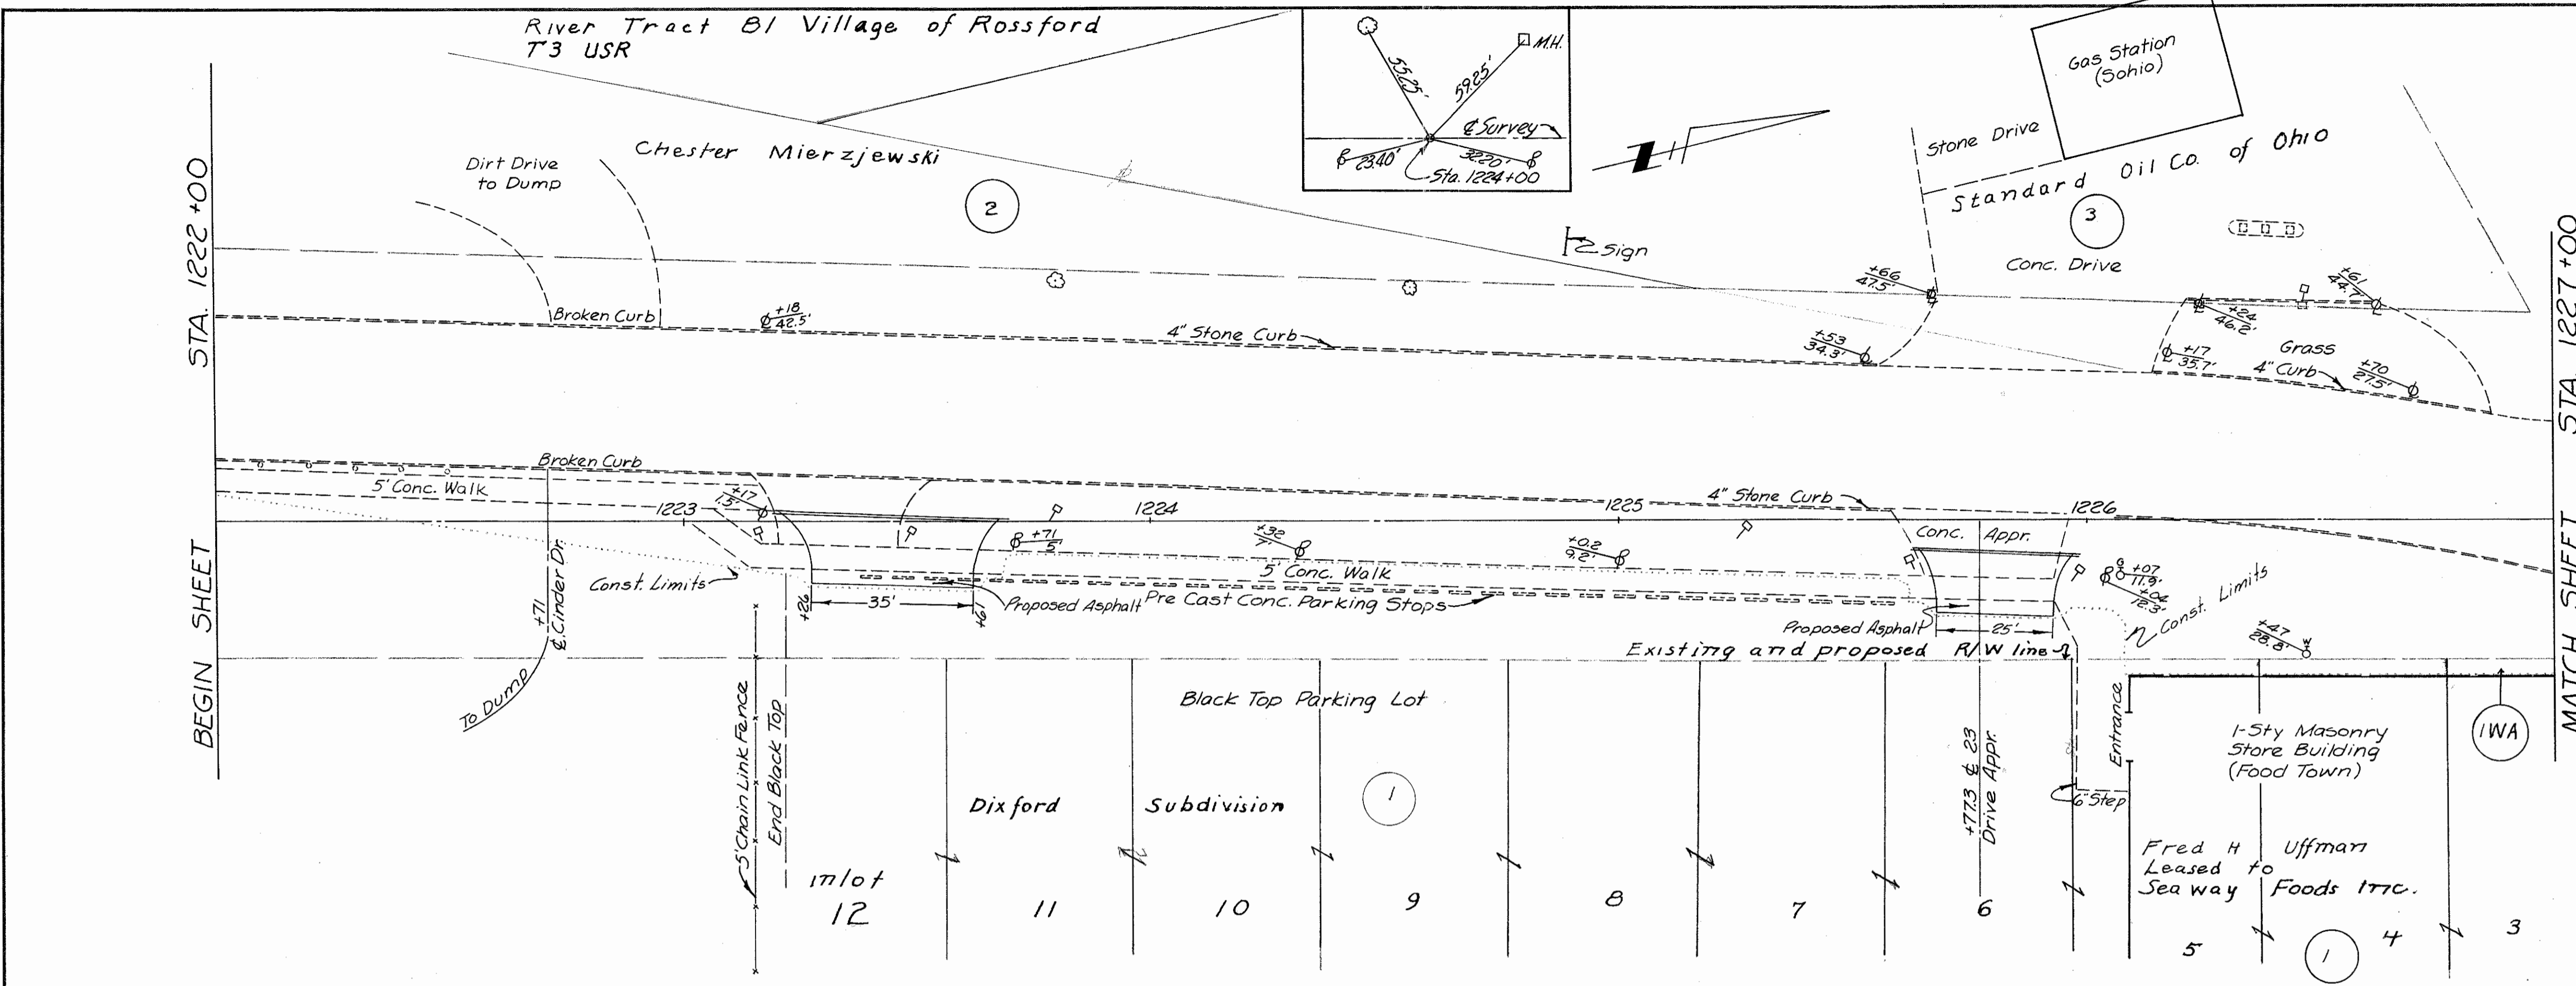 River Tract 81 Village of Rossford
T3 USR
Chester Mierzjewski
Dirt Drive
to Dump
2
55.25'
59.25'
M.H.
℄ Survey
23.40'
32.20'
Sta. 1224+00
Sign
Gas Station
(Sohio)
Stone Drive
Standard Oil Co. of Ohio
3
Conc. Drive
+66
47.5'
+61
44.7'
+24
46.2'
+53
34.3'
+17
35.7'
Grass
4" Curb
+70
27.5'
Broken Curb
+18
42.5'
4" Stone Curb
BEGIN SHEET STA. 1222+00
MATCH SHEET STA. 1227+00
Broken Curb
5' Conc. Walk
1223
+17
1.5'
1224
1225
4" Stone Curb
1226
+71
5'
+32
7'
+0.2
9.2'
Conc. Appr.
5' Conc. Walk
Const. Limits
+26
35'
+61
Proposed Asphalt
Pre Cast Conc. Parking Stops
Proposed Asphalt
25'
+07
11.9'
+04
12.3'
Const. Limits
+47
28.8'
W
Existing and proposed R/W line
+71
℄ Cinder Dr.
To Dump
5' Chain Link Fence
End Black Top
Black Top Parking Lot
Dixford Subdivision
1
+77.3 ℄ 23
Drive Appr.
Entrance
6" Step
1-Sty Masonry
Store Building
(Food Town)
1WA
Fred H Uffman
Leased to
Seaway Foods Inc.
Inlot
12
11
10
9
8
7
6
5
1
4
3